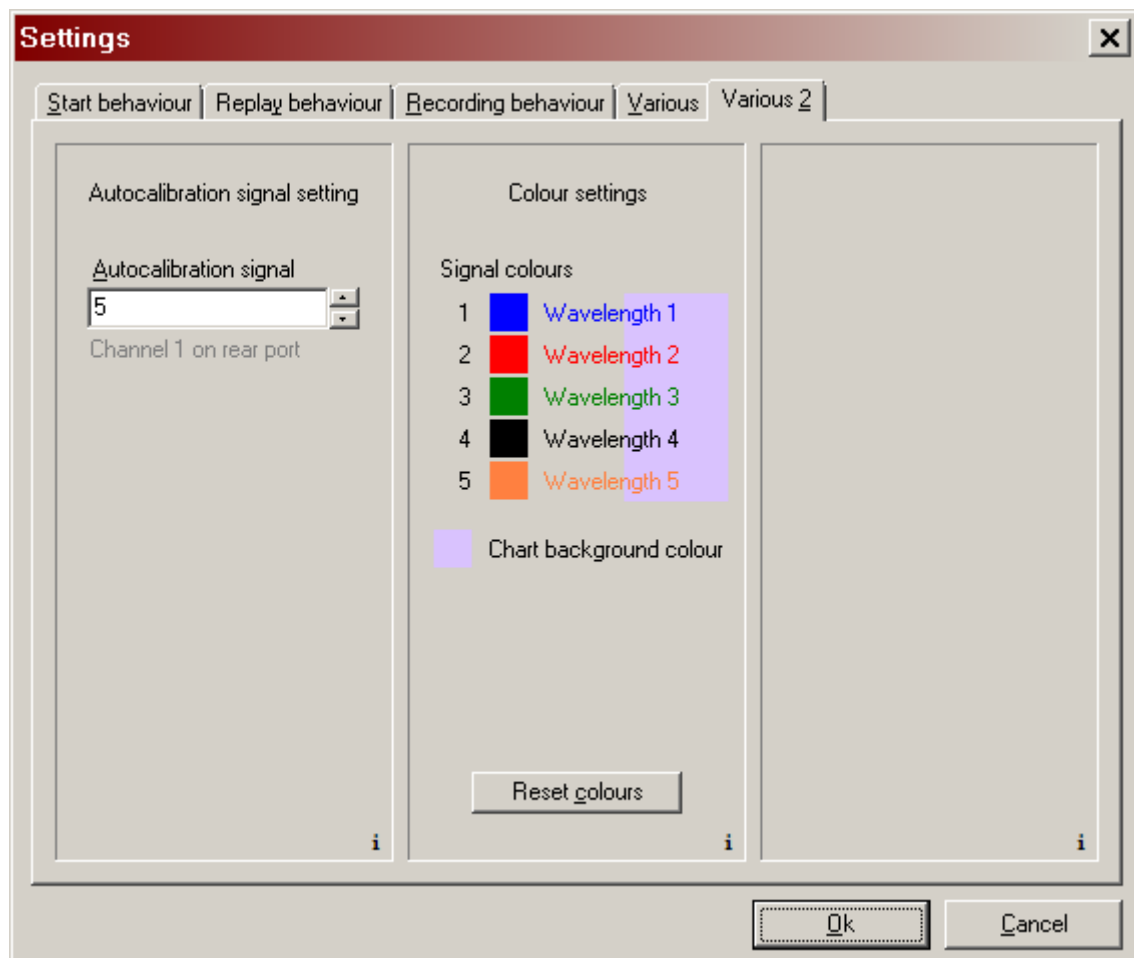 Settings
Start behaviour Replay behaviour Recording behaviour Various Various 2
Autocalibration signal setting
Autocalibration signal
5
Channel 1 on rear port
i
Colour settings
Signal colours
1 Wavelength 1
2 Wavelength 2
3 Wavelength 3
4 Wavelength 4
5 Wavelength 5
Chart background colour
Reset colours
i
i
Ok Cancel